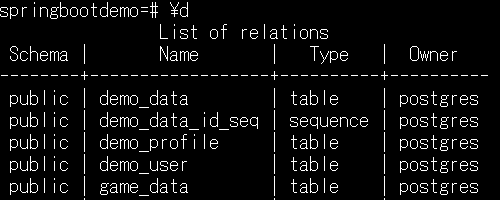 springbootdemo=# ¥d
List of relations
Schema | Name | Type | Owner
--------+------------------+----------+----------
public | demo_data | table | postgres
public | demo_data_id_seq | sequence | postgres
public | demo_profile | table | postgres
public | demo_user | table | postgres
public | game_data | table | postgres